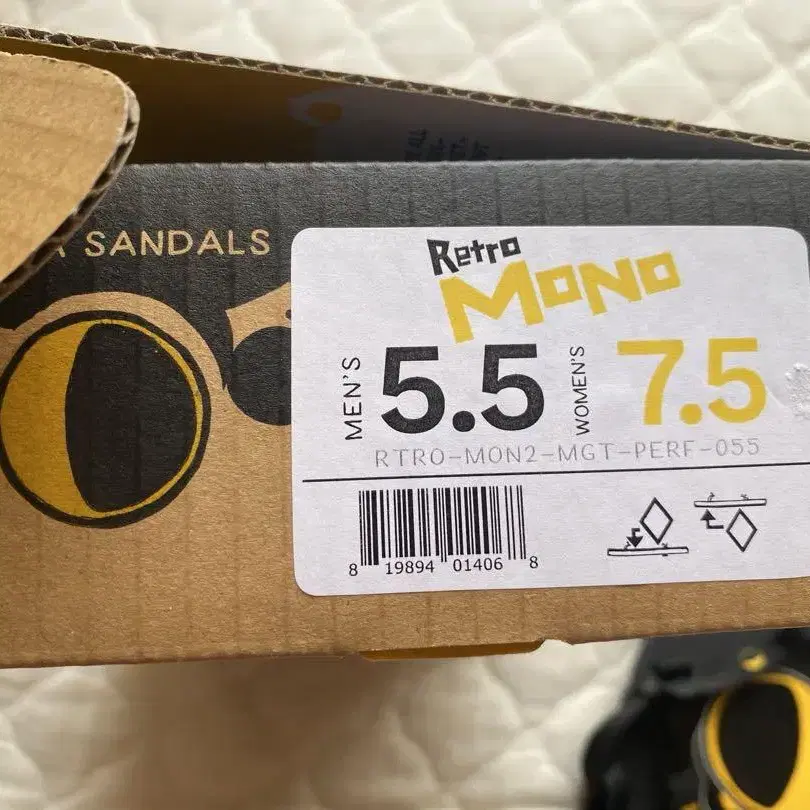 SANDALS
Retro
MONO
MEN'S 5.5 WOMEN'S 7.5
RTRO-MON2-MGT-PERF-055
8 19894 01406 8